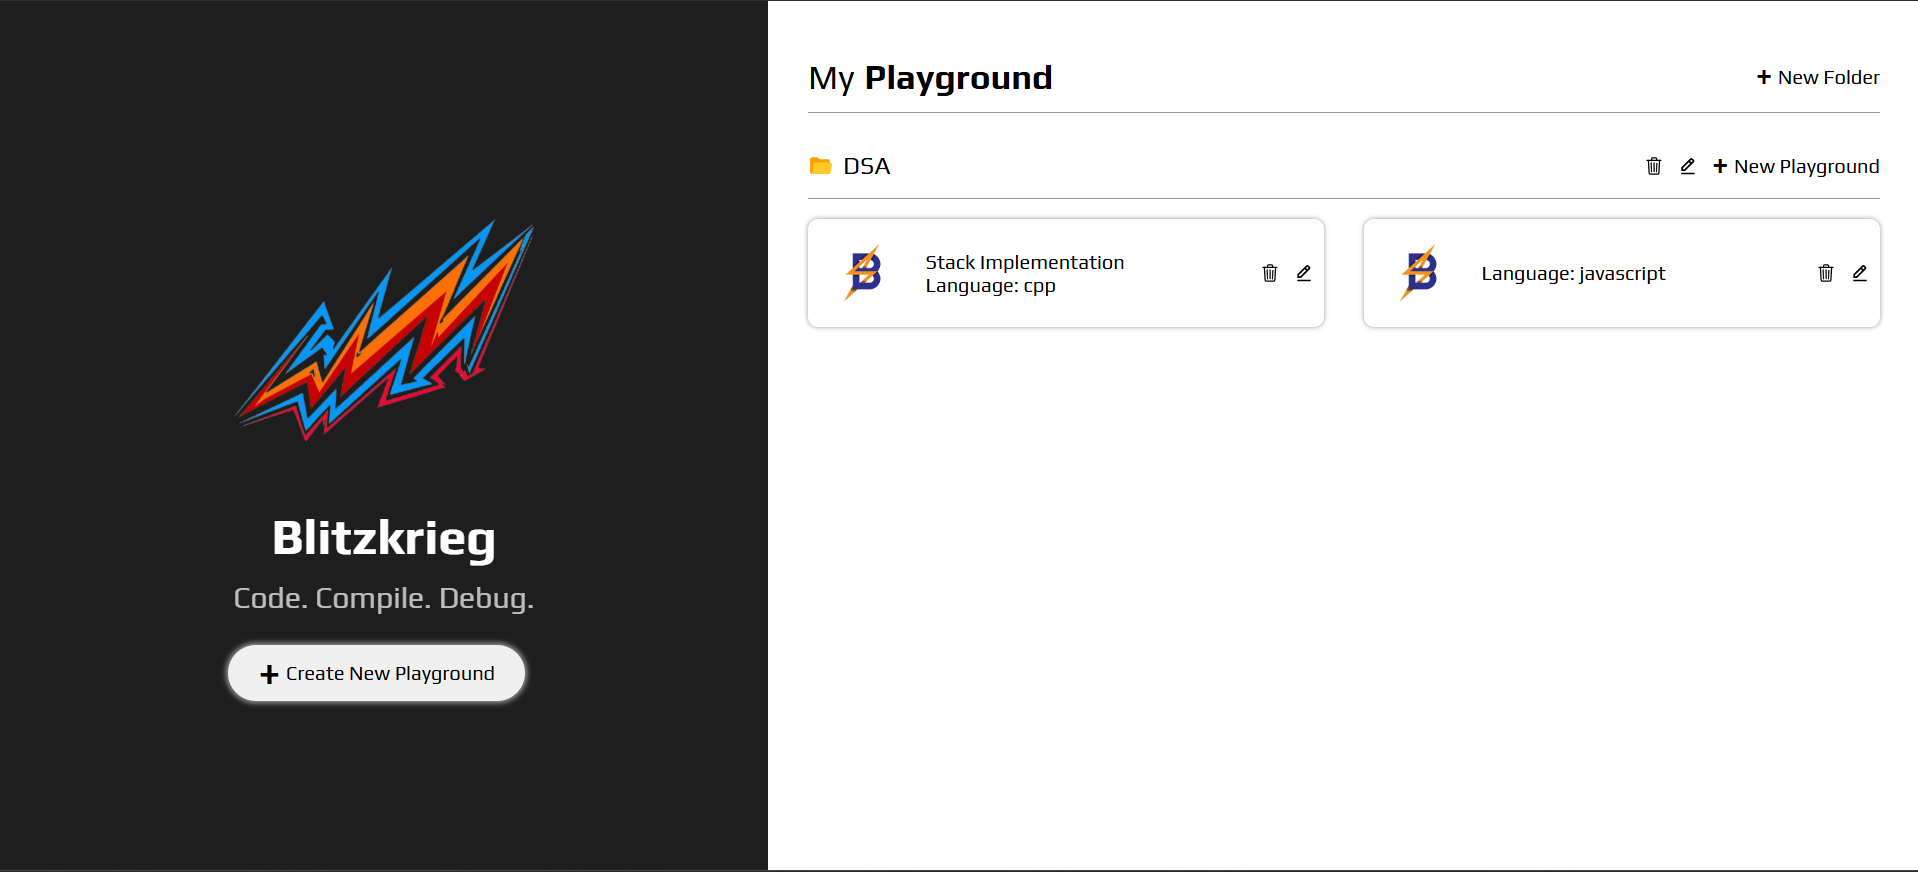 Blitzkrieg
Code. Compile. Debug.
+ Create New Playground
My Playground
+ New Folder
DSA
+ New Playground
B
Stack Implementation
Language: cpp
B
Language: javascript